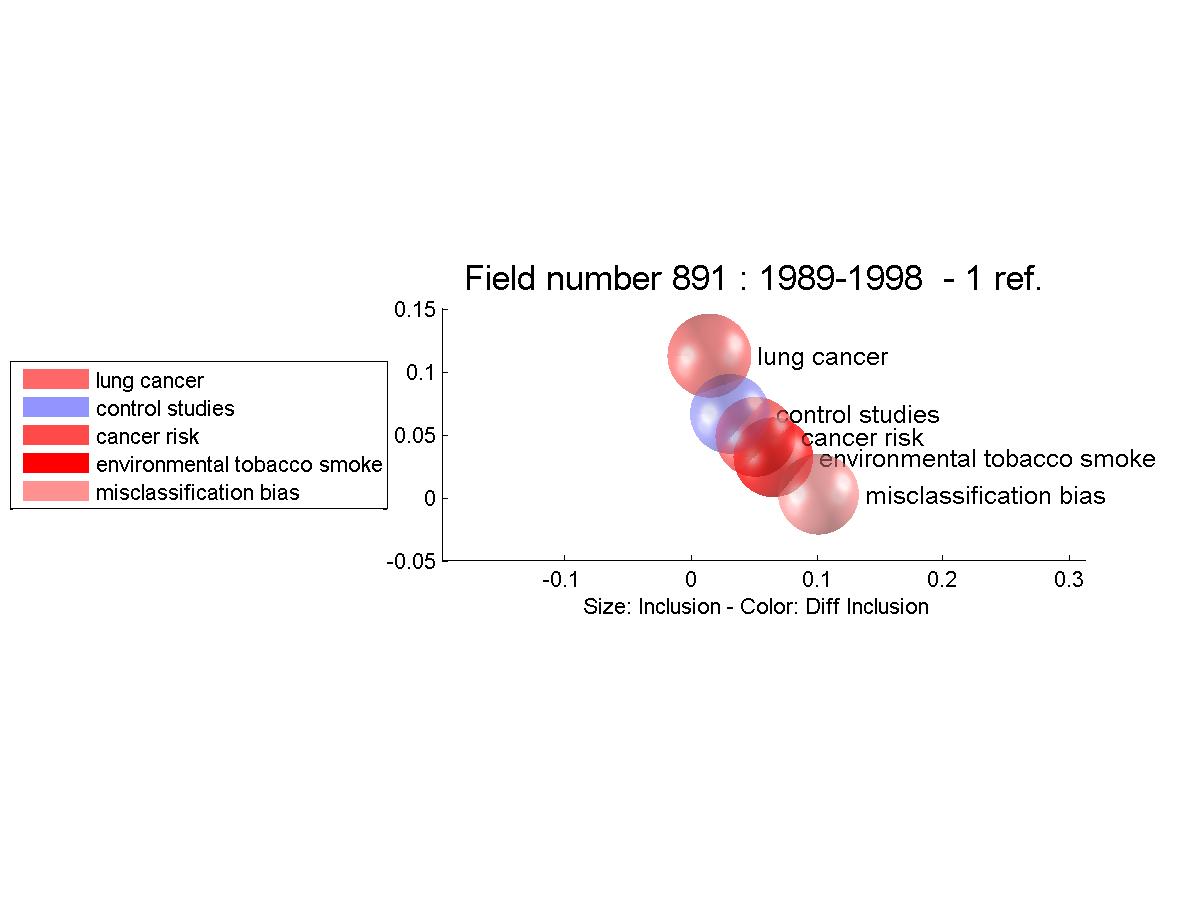 Field number 891 : 1989-1998  - 1 ref.
lung cancer
control studies
cancer risk
environmental tobacco smoke
misclassification bias
0.15
0.1
0.05
0
-0.05
lung cancer
control studies
cancer risk
environmental tobacco smoke
misclassification bias
-0.1 0 0.1 0.2 0.3
Size: Inclusion - Color: Diff Inclusion